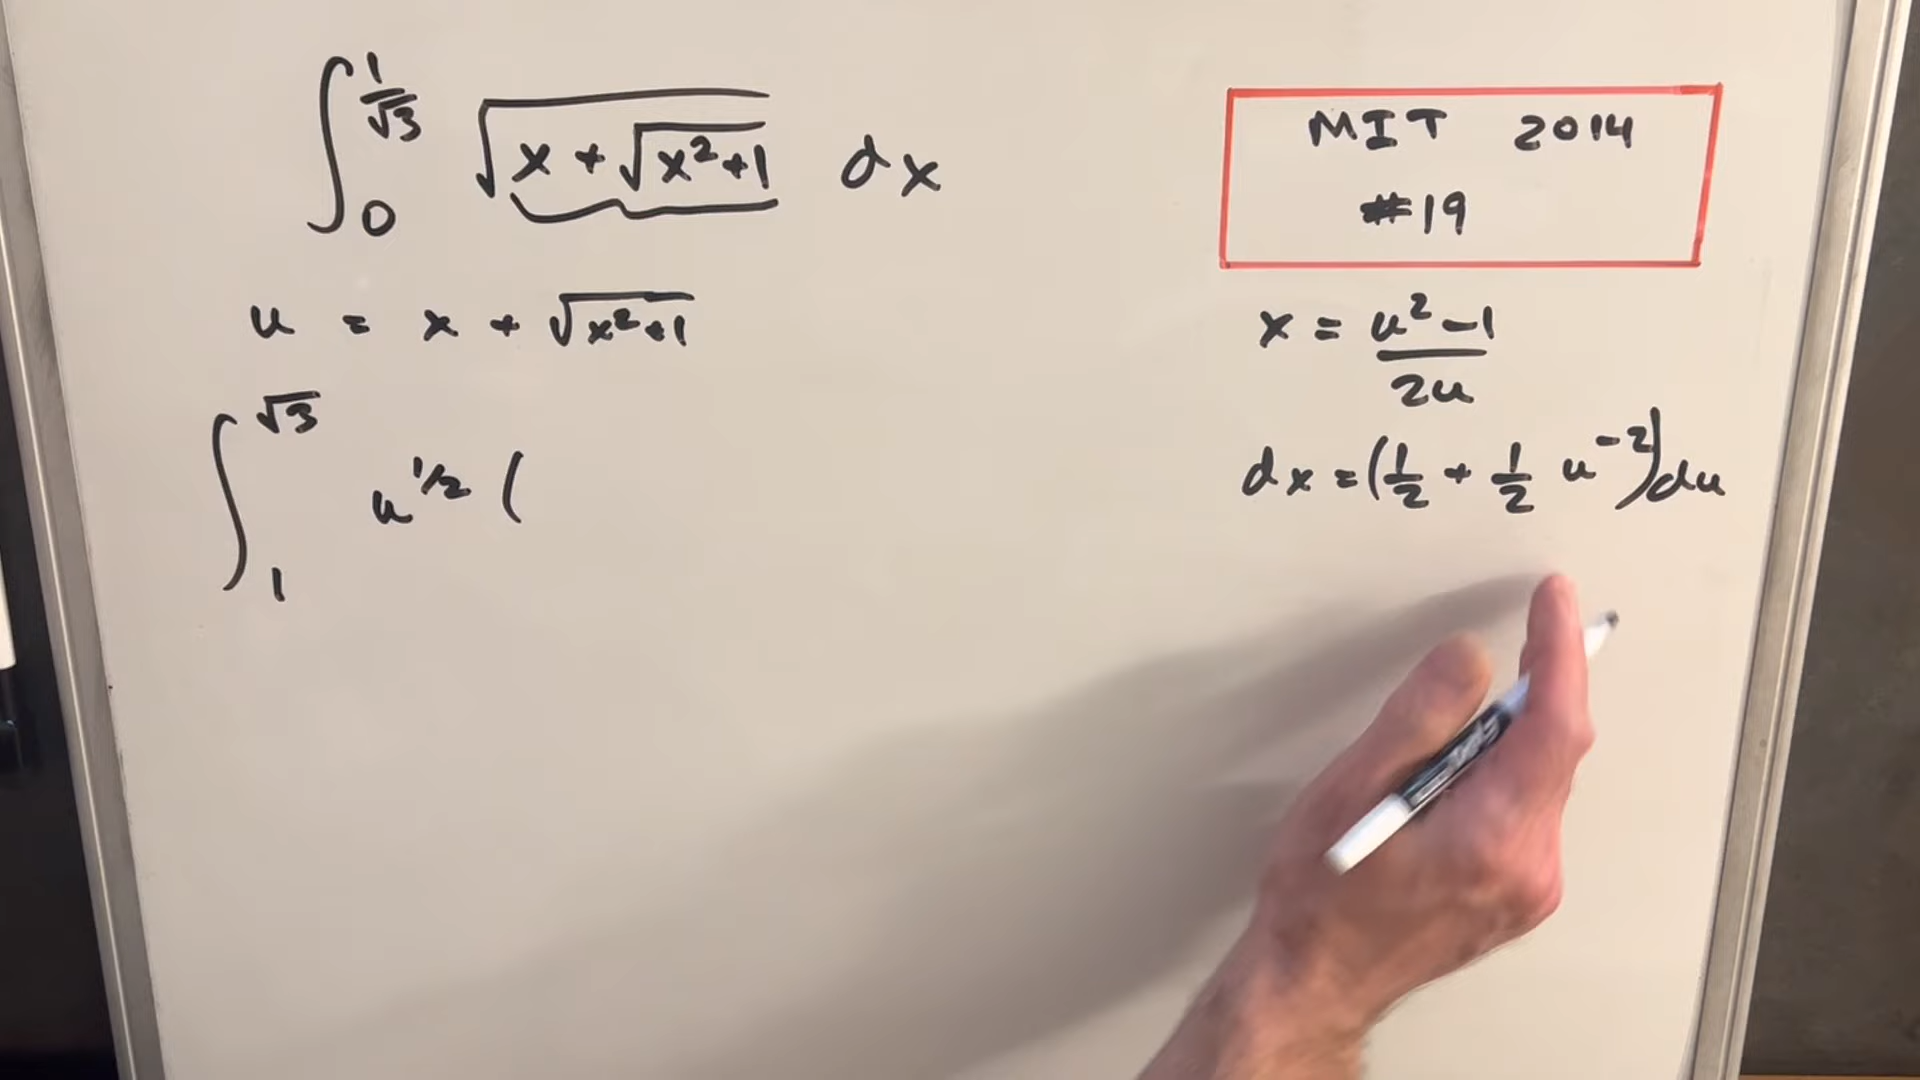 ∫₀^(1/√3) √(x + √(x²+1)) dx
MIT 2014
#19
u = x + √(x²+1)
x = (u²-1)/(2u)
∫₁^√3 u^(1/2) (
dx = (1/2 + 1/2 u⁻²)du